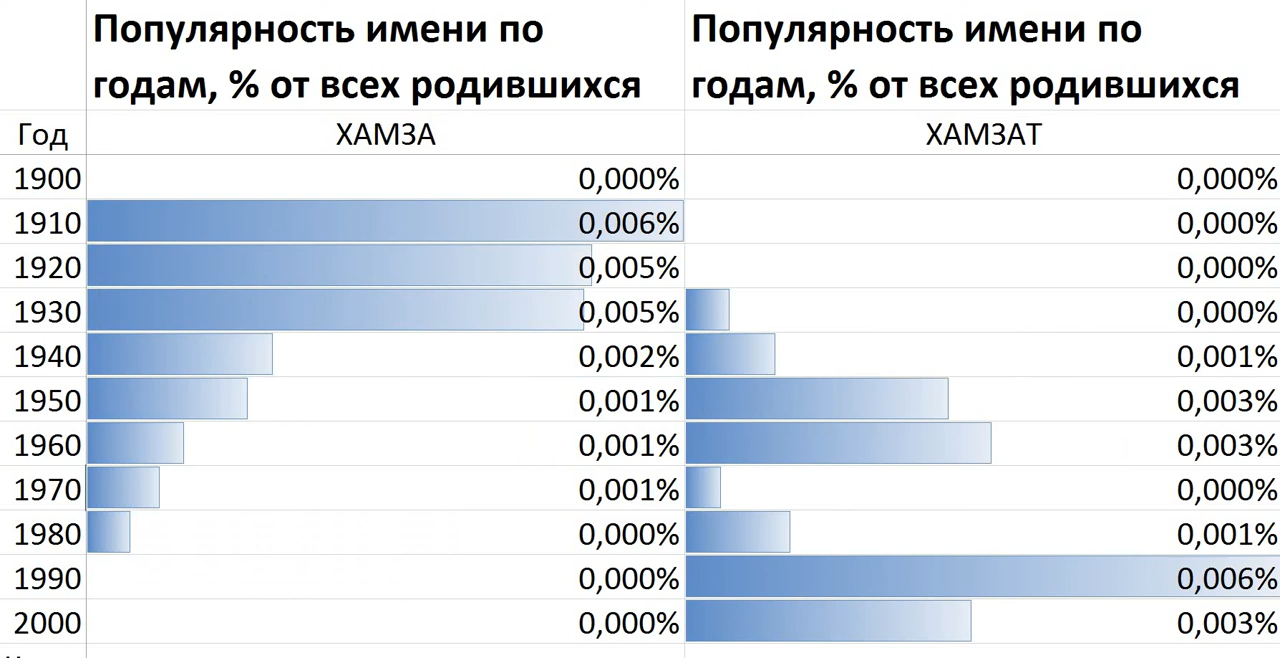 Популярность имени по
годам, % от всех родившихся
Популярность имени по
годам, % от всех родившихся
Год ХАМЗА ХАМЗАТ
1900 0,000% 0,000%
1910 0,006% 0,000%
1920 0,005% 0,000%
1930 0,005% 0,000%
1940 0,002% 0,001%
1950 0,001% 0,003%
1960 0,001% 0,003%
1970 0,001% 0,000%
1980 0,000% 0,001%
1990 0,000% 0,006%
2000 0,000% 0,003%